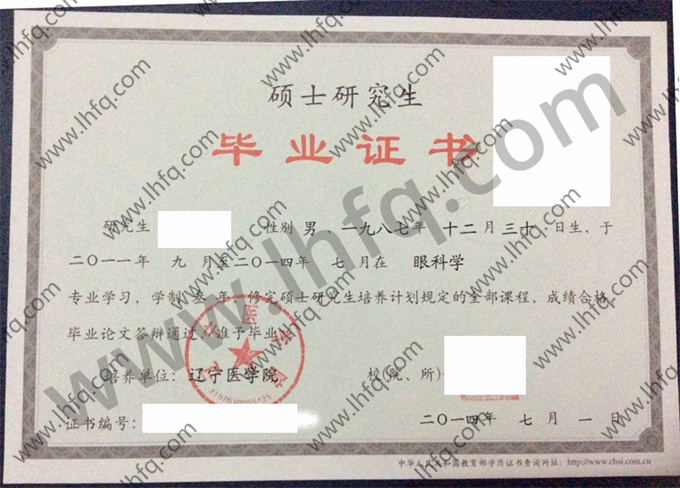 硕士研究生
毕业证书
研究生 性别 男,一九八七年 十二月 三十 日生,于
二〇一一年 九 月至二〇一四年 七 月在 眼科学
专业学习,学制 叁 年,修完硕士研究生培养计划规定的全部课程,成绩合格,
毕业论文答辩通过,准予毕业。
培养单位:辽宁医学院 校(院、所)
证书编号: 二〇一四年 七 月 一 日
中华人民共和国教育部学历证书查询网址:http://www.chsi.com.cn
www.lhfq.com